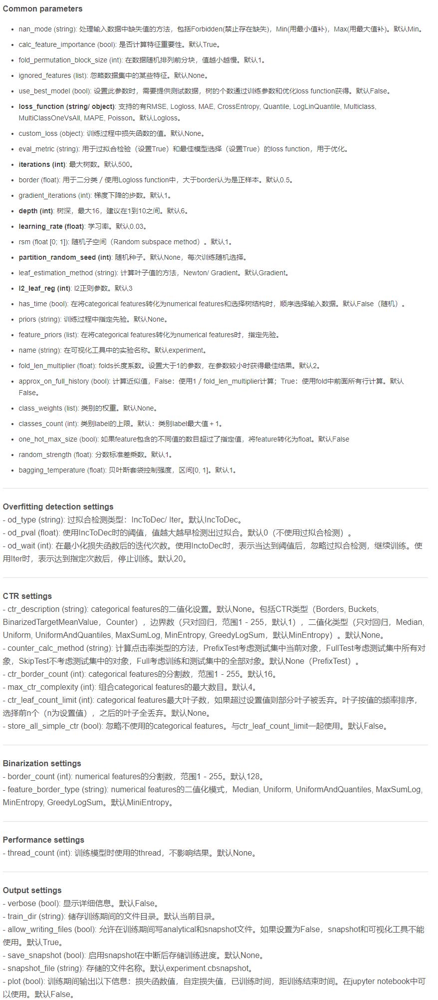 Common parameters
• nan_mode (string): 处理输入数据中缺失值的方法，包括Forbidden(禁止存在缺失)，Min(用最小值补)，Max(用最大值补)。默认Min。
• calc_feature_importance (bool): 是否计算特征重要性。默认True。
• fold_permutation_block_size (int): 在数据随机排列前分块，值越小越慢。默认1。
• ignored_features (list): 忽略数据集中的某些特征。默认None。
• use_best_model (bool): 设置此参数时，需要提供测试数据，树的个数通过训练参数和优化loss function获得。默认False。
• loss_function (string/ object): 支持的有RMSE, Logloss, MAE, CrossEntropy, Quantile, LogLinQuantile, Multiclass,
MultiClassOneVsAll, MAPE, Poisson。默认Logloss。
• custom_loss (object): 训练过程中损失函数的值。默认None。
• eval_metric (string): 用于过拟合检验（设置True）和最佳模型选择（设置True）的loss function，用于优化。
• iterations (int): 最大树数。默认500。
• border (float): 用于二分类 / 使用Logloss function中，大于border认为是正样本。默认0.5。
• gradient_iterations (int): 梯度下降的步数。默认1。
• depth (int): 树深，最大16，建议在1到10之间。默认6。
• learning_rate (float): 学习率。默认0.03。
• rsm (float [0; 1]): 随机子空间（Random subspace method）。默认1。
• partition_random_seed (int): 随机种子。默认None，每次训练随机选择。
• leaf_estimation_method (string): 计算叶子值的方法，Newton/ Gradient。默认Gradient。
• l2_leaf_reg (int): l2正则参数。默认3
• has_time (bool): 在将categorical features转化为numerical features和选择树结构时，顺序选择输入数据。默认False（随机）。
• priors (string): 训练过程中指定先验。默认None。
• feature_priors (list): 在将categorical features转化为numerical features时，指定先验。
• name (string): 在可视化工具中的实验名称。默认experiment。
• fold_len_multiplier (float): folds长度系数。设置大于1的参数，在参数较小时获得最佳结果。默认2。
• approx_on_full_history (bool): 计算近似值，False：使用1 / fold_len_multiplier计算；True：使用fold中前面所有行计算。默认
False。
• class_weights (list): 类别的权重。默认None。
• classes_count (int): 类别label的上限。默认：类别label最大值 + 1。
• one_hot_max_size (bool): 如果feature包含的不同值的数目超过了指定值，将feature转化为float。默认False
• random_strength (float): 分数标准差乘数。默认1。
• bagging_temperature (float): 贝叶斯套袋控制强度，区间[0, 1]。默认1。
Overfitting detection settings
- od_type (string): 过拟合检测类型：IncToDec/ Iter。默认IncToDec。
- od_pval (float): 使用IncToDec时的阈值，值越大越早检测出过拟合。默认0（不使用过拟合检测）。
- od_wait (int): 在最小化损失函数后的迭代次数。使用InctoDec时，表示当达到阈值后，忽略过拟合检测，继续训练。使
用Iter时，表示达到指定次数后，停止训练。默认20。
CTR settings
- ctr_description (string): categorical features的二值化设置。默认None。包括CTR类型（Borders, Buckets,
BinarizedTargetMeanValue，Counter），边界数（只对回归，范围1 - 255，默认1），二值化类型（只对回归，Median,
Uniform, UniformAndQuantiles, MaxSumLog, MinEntropy, GreedyLogSum，默认MinEntropy）。默认None。
- counter_calc_method (string): 计算点击率类型的方法，PrefixTest考虑测试集中当前对象，FullTest考虑测试集中所有对
象，SkipTest不考虑测试集中的对象，Full考虑训练和测试集中的全部对象。默认None（PrefixTest）。
- ctr_border_count (int): categorical features的分割数，范围1 - 255。默认16。
- max_ctr_complexity (int): 组合categorical features的最大数目。默认4。
- ctr_leaf_count_limit (int): categorical features最大叶子数，如果超过设置值则部分叶子被丢弃。叶子按值的频率排序，
选择前n个（n为设置值），之后的叶子全丢弃。默认None。
- store_all_simple_ctr (bool): 忽略不使用的categorical features。与ctr_leaf_count_limit一起使用。默认False。
Binarization settings
- border_count (int): numerical features的分割数，范围1 - 255。默认128。
- feature_border_type (string): numerical features的二值化模式，Median, Uniform, UniformAndQuantiles, MaxSumLog,
MinEntropy, GreedyLogSum。默认MiniEntropy。
Performance settings
- thread_count (int): 训练模型时使用的thread，不影响结果。默认None。
Output settings
- verbose (bool): 显示详细信息。默认False。
- train_dir (string): 储存训练期间的文件目录。默认当前目录。
- allow_writing_files (bool): 允许在训练期间写analytical和snapshot文件。如果设置为False，snapshot和可视化工具不能
使用。默认True。
- save_snapshot (bool): 启用snapshot在中断后存储训练进度。默认None。
- snapshot_file (string): 存储的文件名称。默认experiment.cbsnapshot。
- plot (bool): 训练期间输出以下信息：损失函数值，自定损失值，已训练时间，距训练结束时间。在jupyter notebook中可
以使用。默认False。